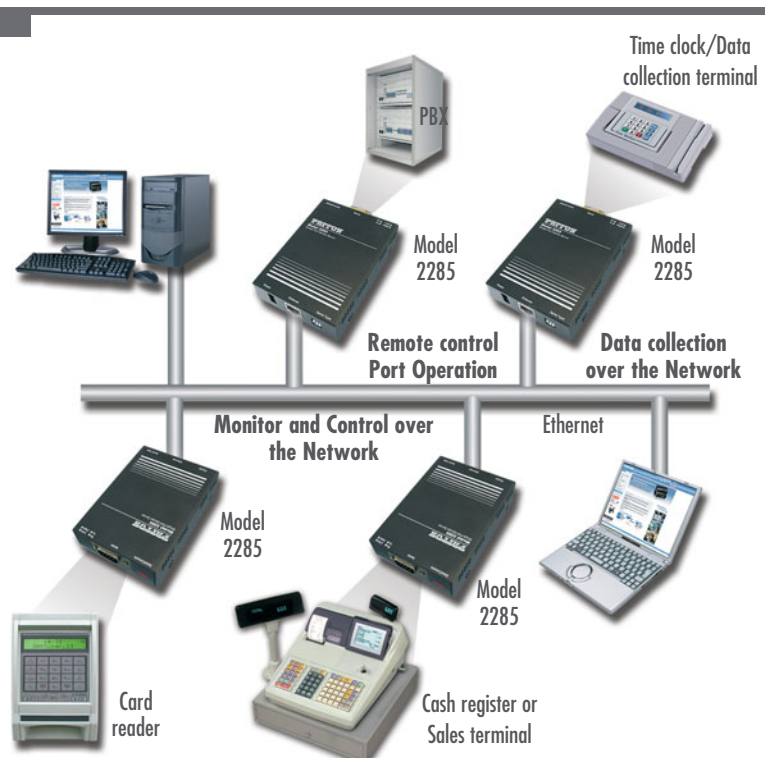 Time clock/Data
collection terminal
PBX
PATTON
Model
2285
Model
2285
Remote control
Port Operation
Data collection
over the Network
Monitor and Control over
the Network
Ethernet
Model
2285
Model
2285
Card
reader
Cash register or
Sales terminal